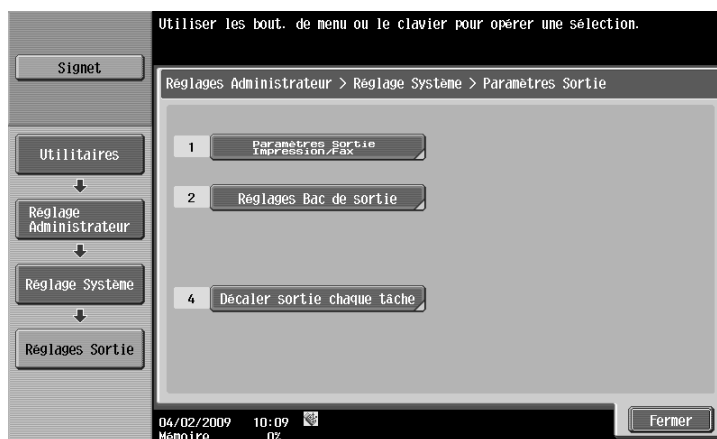 Utiliser les bout. de menu ou le clavier pour opérer une sélection.
Signet
Réglages Administrateur > Réglage Système > Paramètres Sortie
Utilitaires
Réglage
Administrateur
Réglage Système
Réglages Sortie
1 Paramètres Sortie
Impression/Fax
2 Réglages Bac de sortie
4 Décaler sortie chaque tâche
04/02/2009 10:09
Mémoire 0%
Fermer